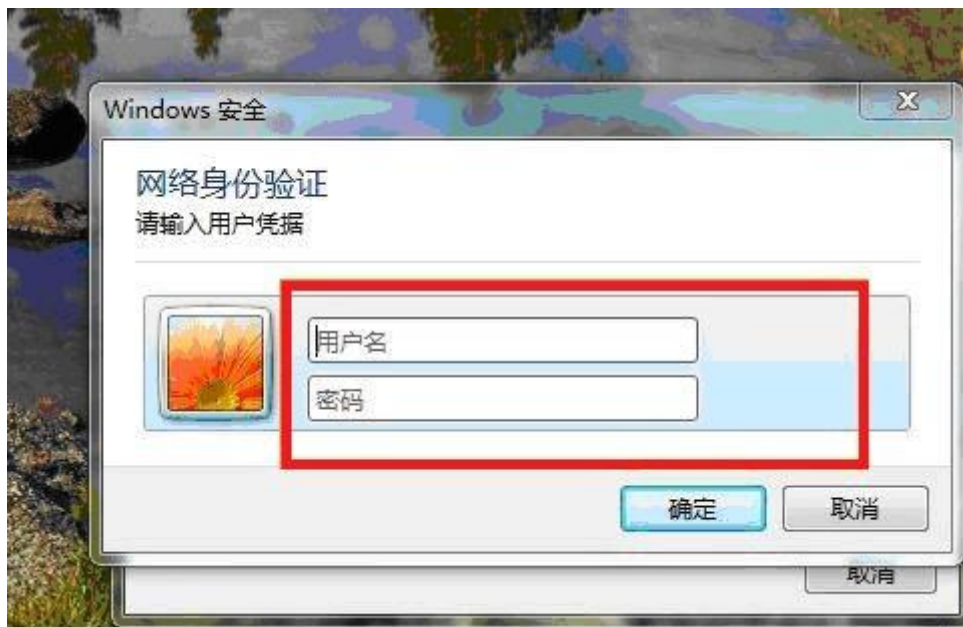 Windows 安全
网络身份验证
请输入用户凭据
用户名
密码
确定
取消
取消